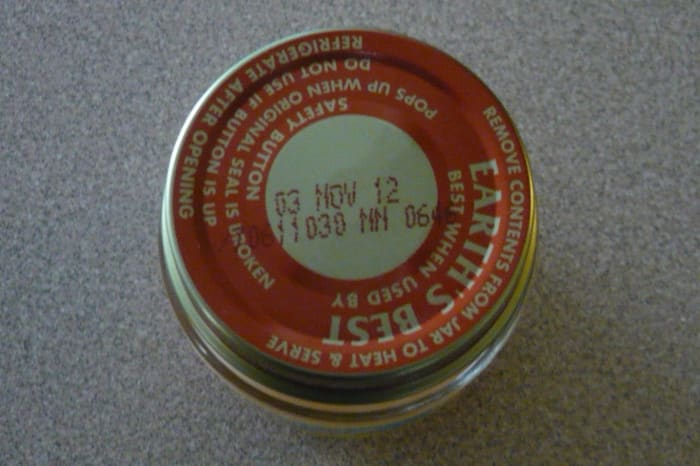 REMOVE CONTENTS FROM JAR TO HEAT & SERVE
EARTH'S BEST
BEST WHEN USED BY
03 NOV 12
11030 NN
SAFETY BUTTON
POPS UP WHEN ORIGINAL SEAL IS BROKEN
DO NOT USE IF BUTTON IS UP
REFRIGERATE AFTER OPENING